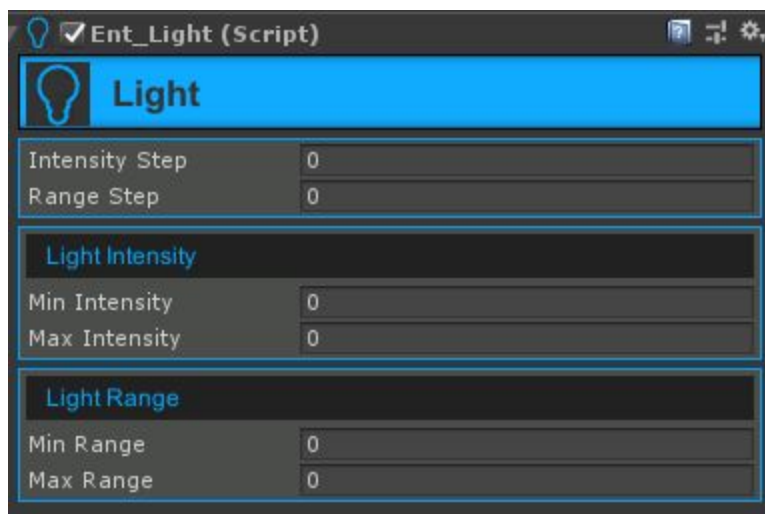 Ent_Light (Script)
Light
Intensity Step 0
Range Step 0
Light Intensity
Min Intensity 0
Max Intensity 0
Light Range
Min Range 0
Max Range 0